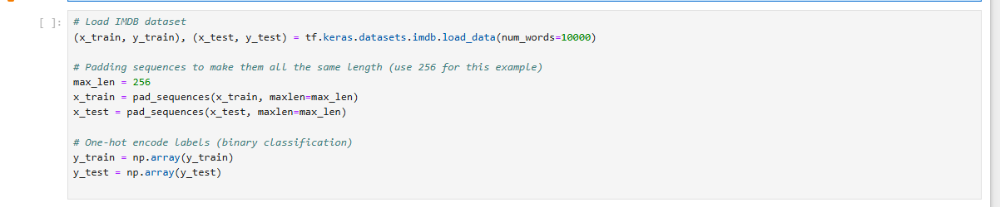 [ ]:
# Load IMDB dataset
(x_train, y_train), (x_test, y_test) = tf.keras.datasets.imdb.load_data(num_words=10000)
# Padding sequences to make them all the same length (use 256 for this example)
max_len = 256
x_train = pad_sequences(x_train, maxlen=max_len)
x_test = pad_sequences(x_test, maxlen=max_len)
# One-hot encode labels (binary classification)
y_train = np.array(y_train)
y_test = np.array(y_test)